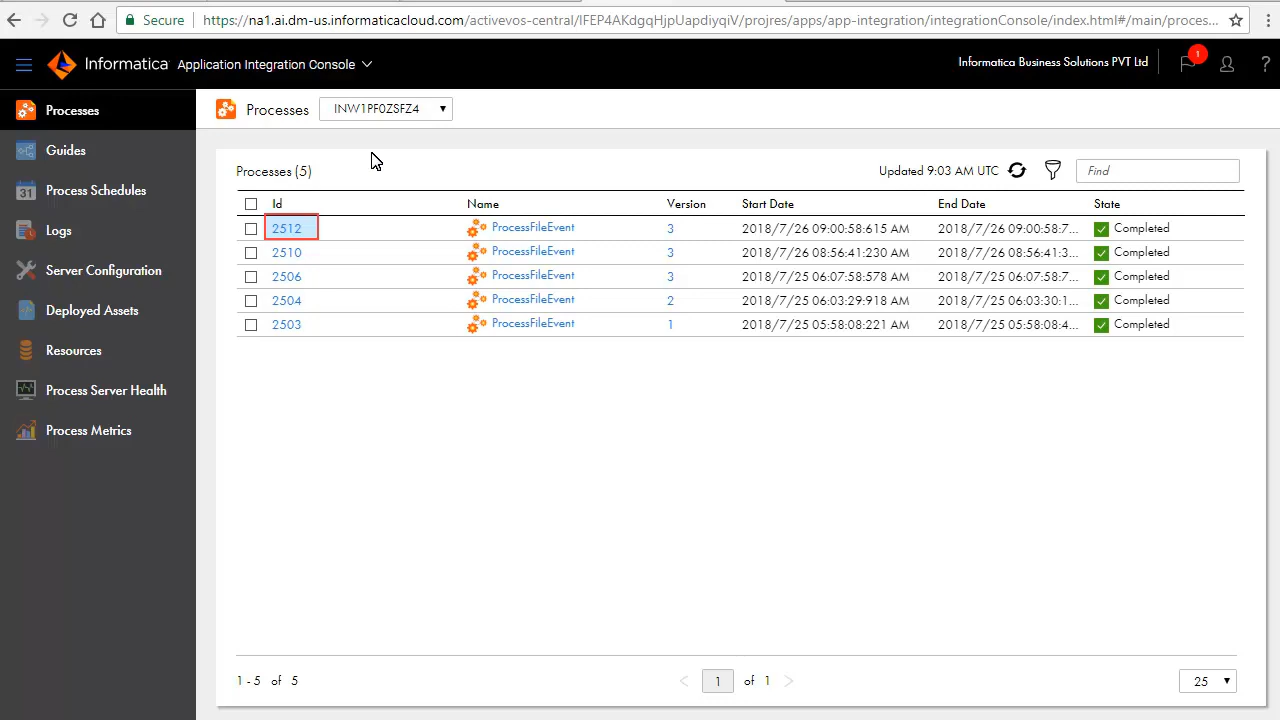 Secure https://na1.ai.dm-us.informaticacloud.com/activevos-central/IFEP4AKdgqHjpUapdiyqiV/projres/apps/app-integration/integrationConsole/index.html#/main/proces...
Informatica Application Integration Console
Informatica Business Solutions PVT Ltd
1
?
Processes
Guides
31
Process Schedules
Logs
Server Configuration
Deployed Assets
Resources
Process Server Health
Process Metrics
Processes INW1PF0ZSFZ4
Processes (5) Updated 9:03 AM UTC Find
Id Name Version Start Date End Date State
2512 ProcessFileEvent 3 2018/7/26 09:00:58:615 AM 2018/7/26 09:00:58:7... Completed
2510 ProcessFileEvent 3 2018/7/26 08:56:41:230 AM 2018/7/26 08:56:41:3... Completed
2506 ProcessFileEvent 3 2018/7/25 06:07:58:578 AM 2018/7/25 06:07:58:7... Completed
2504 ProcessFileEvent 2 2018/7/25 06:03:29:918 AM 2018/7/25 06:03:30:1... Completed
2503 ProcessFileEvent 1 2018/7/25 05:58:08:221 AM 2018/7/25 05:58:08:4... Completed
1 - 5 of 5 < 1 of 1 > 25